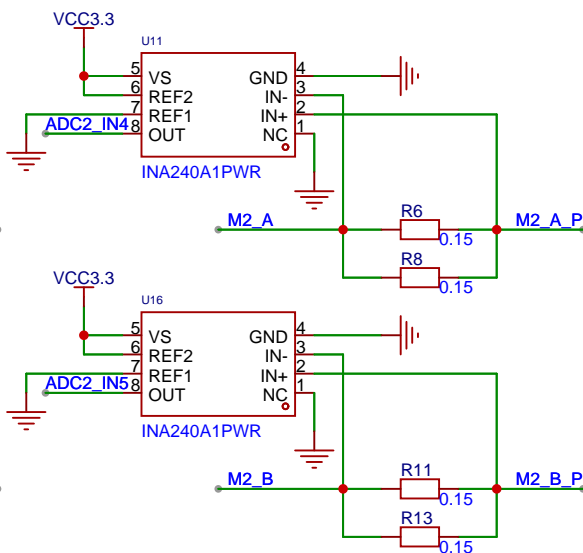 VCC3.3
U11
5 VS GND 4
6 REF2 IN- 3
7 REF1 IN+ 2
ADC2_IN4 8 OUT NC 1
INA240A1PWR
R6
M2_A M2_A_P
0.15
R8
0.15
VCC3.3
U16
5 VS GND 4
6 REF2 IN- 3
7 REF1 IN+ 2
ADC2_IN5 8 OUT NC 1
INA240A1PWR
R11
M2_B M2_B_P
0.15
R13
0.15